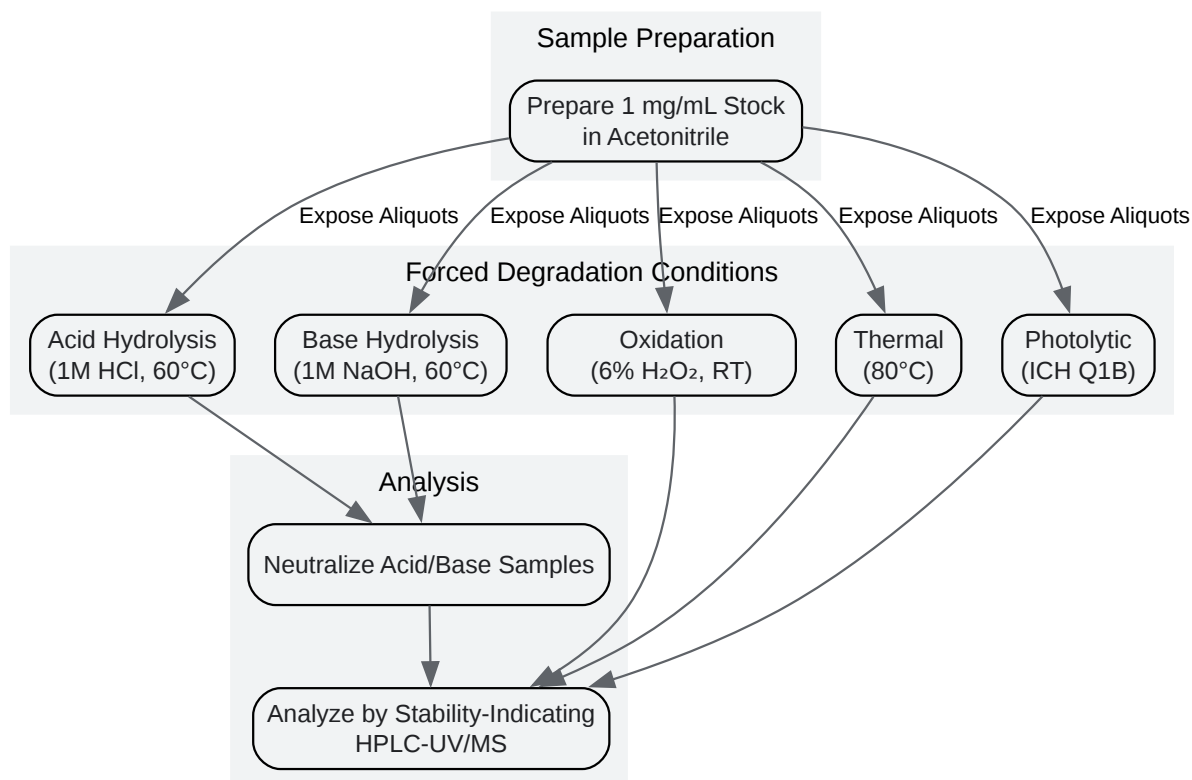 Sample Preparation
Prepare 1 mg/mL Stock
in Acetonitrile
Expose Aliquots
Expose Aliquots
Expose Aliquots
Expose Aliquots
Expose Aliquots
Forced Degradation Conditions
Acid Hydrolysis
(1M HCl, 60°C)
Base Hydrolysis
(1M NaOH, 60°C)
Oxidation
(6% H₂O₂, RT)
Thermal
(80°C)
Photolytic
(ICH Q1B)
Analysis
Neutralize Acid/Base Samples
Analyze by Stability-Indicating
HPLC-UV/MS